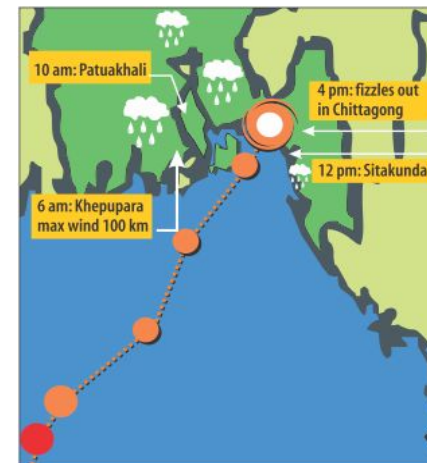 10 am: Patuakhali
4 pm: fizzles out
in Chittagong
12 pm: Sitakunda
6 am: Khepupara
max wind 100 km